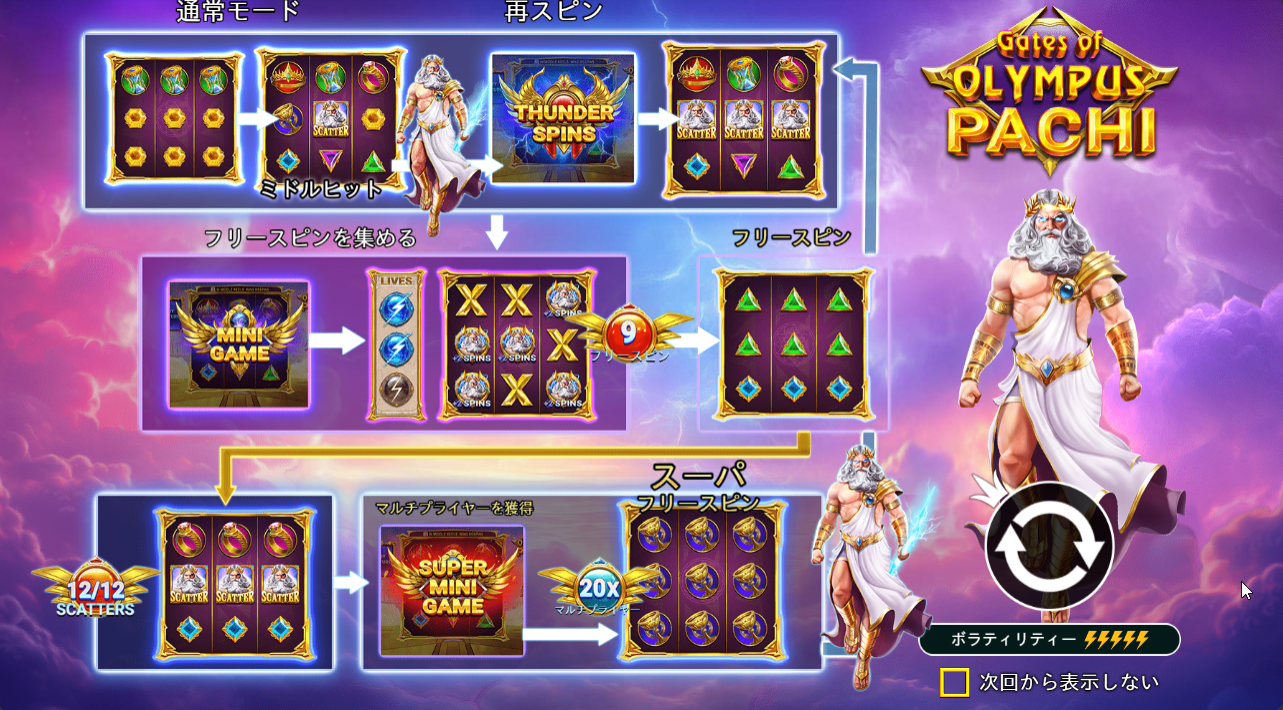 通常モード
再スピン
SCATTER
ミドルヒット
THUNDER
SPINS
SCATTER SCATTER SCATTER
Gates of
OLYMPUS
PACHI
フリースピンを集める
フリースピン
MINI
GAME
LIVES
X X +2 SPINS
+2 SPINS +2 SPINS X
+2 SPINS X +2 SPINS
9
フリースピン
スーパ
フリースピン
12/12
SCATTERS
SCATTER SCATTER SCATTER
マルチプライヤーを獲得
SUPER
MINI
GAME
20X
マルチプライヤー
ボラティリティー
次回から表示しない